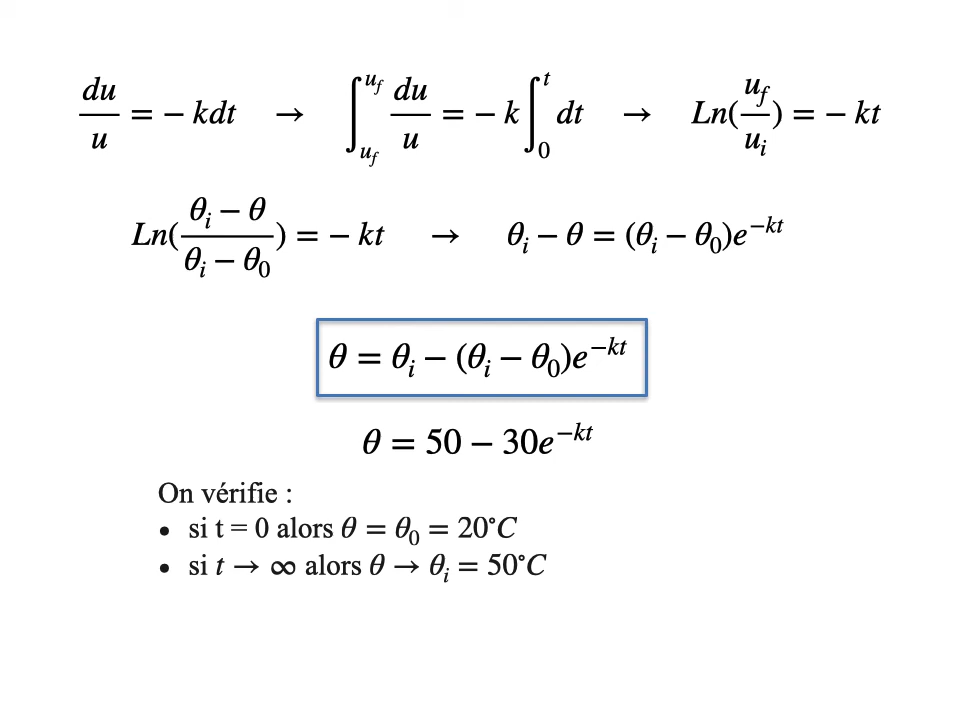 du/u = − kdt → ∫_{u_f}^{u_f} du/u = − k ∫_0^t dt → Ln(u_f/u_i) = − kt
Ln((θ_i − θ)/(θ_i − θ_0)) = − kt → θ_i − θ = (θ_i − θ_0)e^{−kt}
θ = θ_i − (θ_i − θ_0)e^{−kt}
θ = 50 − 30e^{−kt}
On vérifie :
• si t = 0 alors θ = θ_0 = 20°C
• si t → ∞ alors θ → θ_i = 50°C